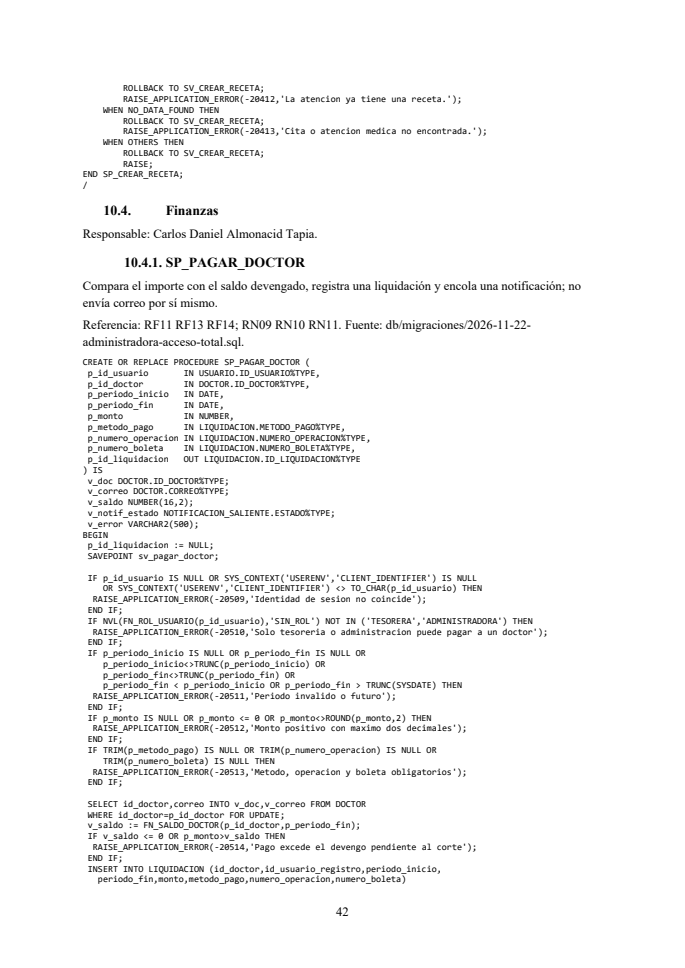 ROLLBACK TO SV_CREAR_RECETA;
RAISE_APPLICATION_ERROR(-20412,'La atencion ya tiene una receta.');
WHEN NO_DATA_FOUND THEN
ROLLBACK TO SV_CREAR_RECETA;
RAISE_APPLICATION_ERROR(-20413,'Cita o atencion medica no encontrada.');
WHEN OTHERS THEN
ROLLBACK TO SV_CREAR_RECETA;
RAISE;
END SP_CREAR_RECETA;
/
10.4. Finanzas
Responsable: Carlos Daniel Almonacid Tapia.
10.4.1. SP_PAGAR_DOCTOR
Compara el importe con el saldo devengado, registra una liquidación y encola una notificación; no
envía correo por sí mismo.
Referencia: RF11 RF13 RF14; RN09 RN10 RN11. Fuente: db/migraciones/2026-11-22-
administradora-acceso-total.sql.
CREATE OR REPLACE PROCEDURE SP_PAGAR_DOCTOR (
p_id_usuario IN USUARIO.ID_USUARIO%TYPE,
p_id_doctor IN DOCTOR.ID_DOCTOR%TYPE,
p_periodo_inicio IN DATE,
p_periodo_fin IN DATE,
p_monto IN NUMBER,
p_metodo_pago IN LIQUIDACION.METODO_PAGO%TYPE,
p_numero_operacion IN LIQUIDACION.NUMERO_OPERACION%TYPE,
p_numero_boleta IN LIQUIDACION.NUMERO_BOLETA%TYPE,
p_id_liquidacion OUT LIQUIDACION.ID_LIQUIDACION%TYPE
) IS
v_doc DOCTOR.ID_DOCTOR%TYPE;
v_correo DOCTOR.CORREO%TYPE;
v_saldo NUMBER(16,2);
v_notif_estado NOTIFICACION_SALIENTE.ESTADO%TYPE;
v_error VARCHAR2(500);
BEGIN
p_id_liquidacion := NULL;
SAVEPOINT sv_pagar_doctor;
IF p_id_usuario IS NULL OR SYS_CONTEXT('USERENV','CLIENT_IDENTIFIER') IS NULL
OR SYS_CONTEXT('USERENV','CLIENT_IDENTIFIER') <> TO_CHAR(p_id_usuario) THEN
RAISE_APPLICATION_ERROR(-20509,'Identidad de sesion no coincide');
END IF;
IF NVL(FN_ROL_USUARIO(p_id_usuario),'SIN_ROL') NOT IN ('TESORERA','ADMINISTRADORA') THEN
RAISE_APPLICATION_ERROR(-20510,'Solo tesoreria o administracion puede pagar a un doctor');
END IF;
IF p_periodo_inicio IS NULL OR p_periodo_fin IS NULL OR
p_periodo_inicio<>TRUNC(p_periodo_inicio) OR
p_periodo_fin<>TRUNC(p_periodo_fin) OR
p_periodo_fin < p_periodo_inicio OR p_periodo_fin > TRUNC(SYSDATE) THEN
RAISE_APPLICATION_ERROR(-20511,'Periodo invalido o futuro');
END IF;
IF p_monto IS NULL OR p_monto <= 0 OR p_monto<>ROUND(p_monto,2) THEN
RAISE_APPLICATION_ERROR(-20512,'Monto positivo con maximo dos decimales');
END IF;
IF TRIM(p_metodo_pago) IS NULL OR TRIM(p_numero_operacion) IS NULL OR
TRIM(p_numero_boleta) IS NULL THEN
RAISE_APPLICATION_ERROR(-20513,'Metodo, operacion y boleta obligatorios');
END IF;
SELECT id_doctor,correo INTO v_doc,v_correo FROM DOCTOR
WHERE id_doctor=p_id_doctor FOR UPDATE;
v_saldo := FN_SALDO_DOCTOR(p_id_doctor,p_periodo_fin);
IF v_saldo <= 0 OR p_monto>v_saldo THEN
RAISE_APPLICATION_ERROR(-20514,'Pago excede el devengo pendiente al corte');
END IF;
INSERT INTO LIQUIDACION (id_doctor,id_usuario_registro,periodo_inicio,
periodo_fin,monto,metodo_pago,numero_operacion,numero_boleta)
42